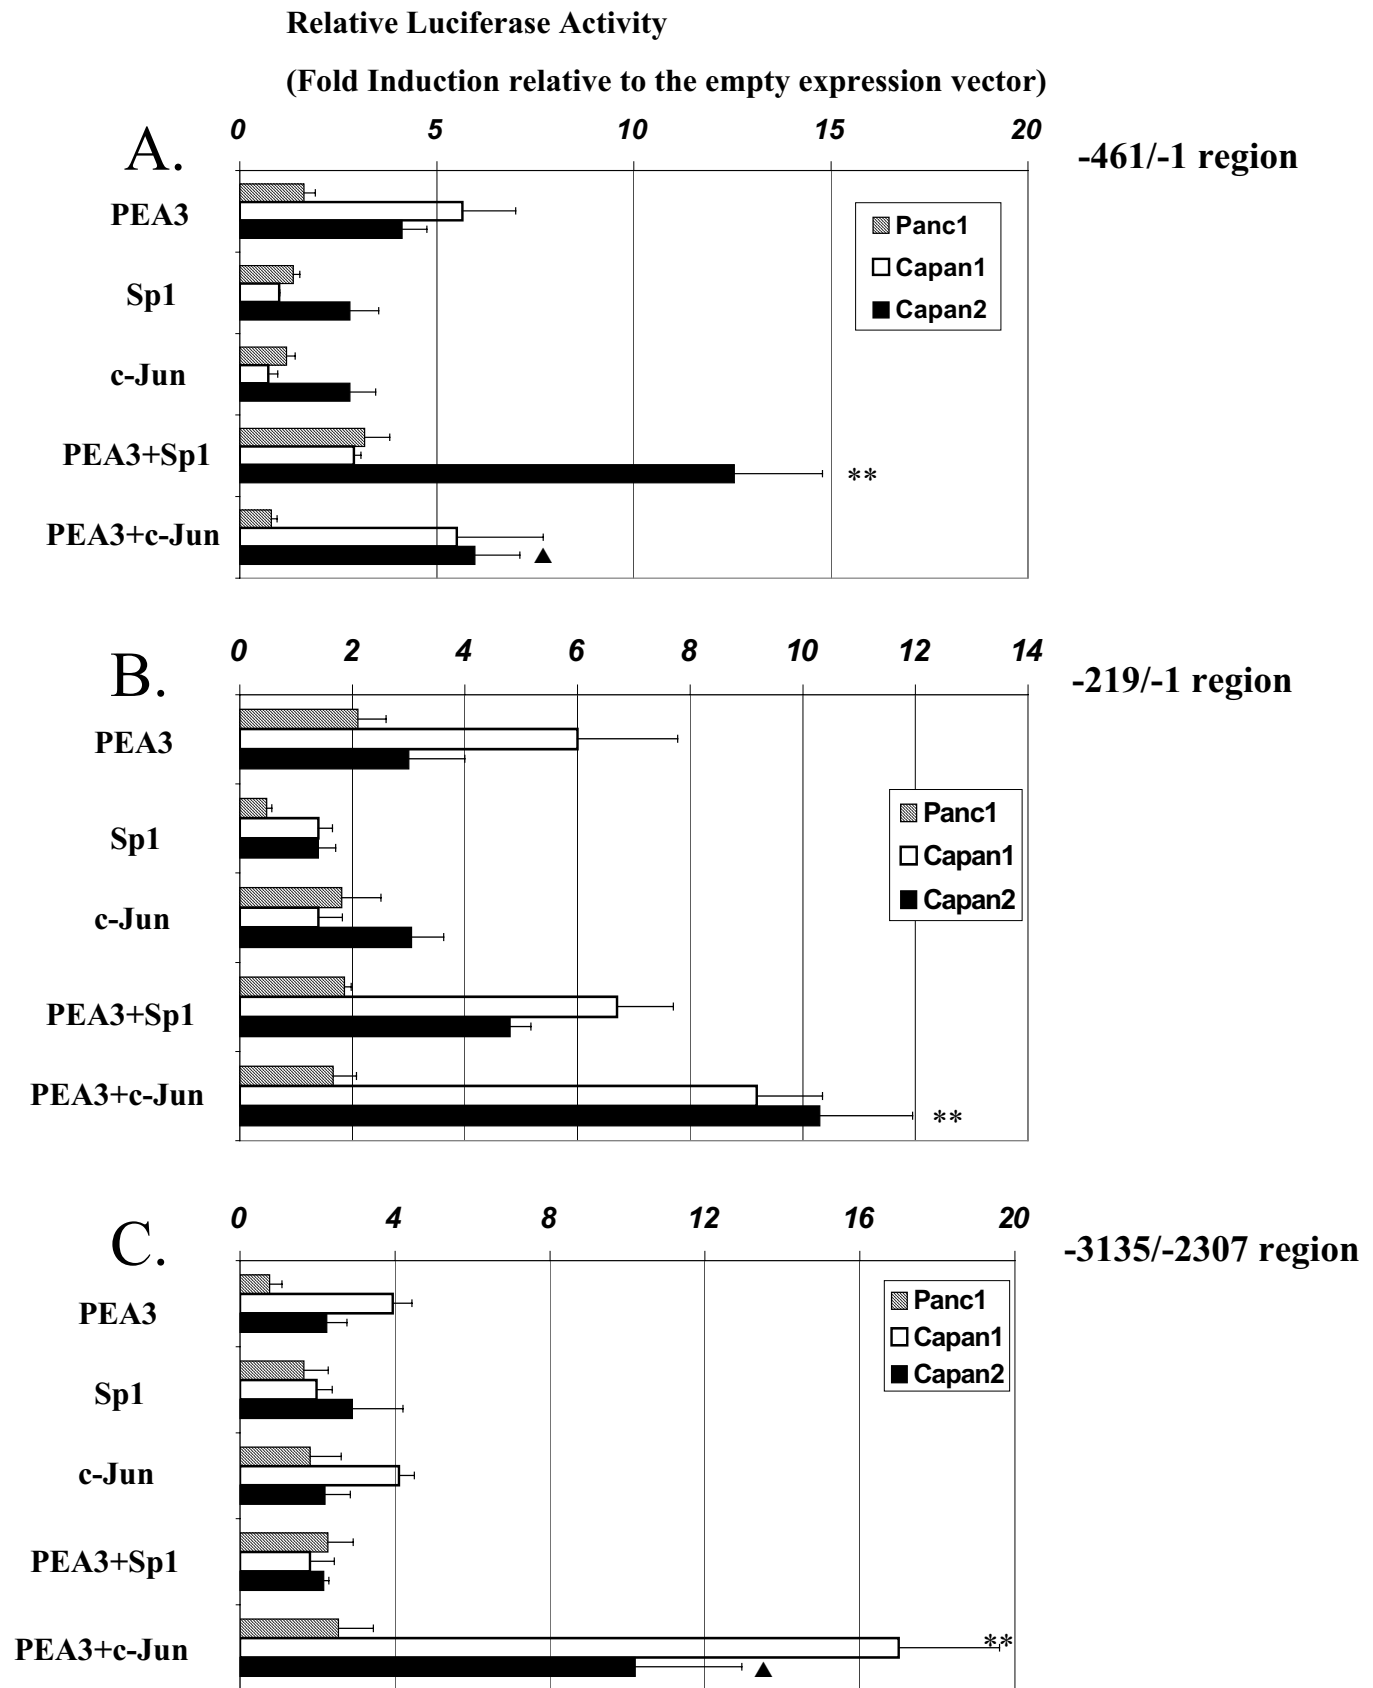 Relative Luciferase Activity
(Fold Induction relative to the empty expression vector)
0 5 10 15 20
A.
-461/-1 region
PEA3
Sp1
c-Jun
PEA3+Sp1
PEA3+c-Jun
Panc1
Capan1
Capan2
**
0 2 4 6 8 10 12 14
B.
-219/-1 region
PEA3
Sp1
c-Jun
PEA3+Sp1
PEA3+c-Jun
Panc1
Capan1
Capan2
**
0 4 8 12 16 20
C.
-3135/-2307 region
PEA3
Sp1
c-Jun
PEA3+Sp1
PEA3+c-Jun
Panc1
Capan1
Capan2
**